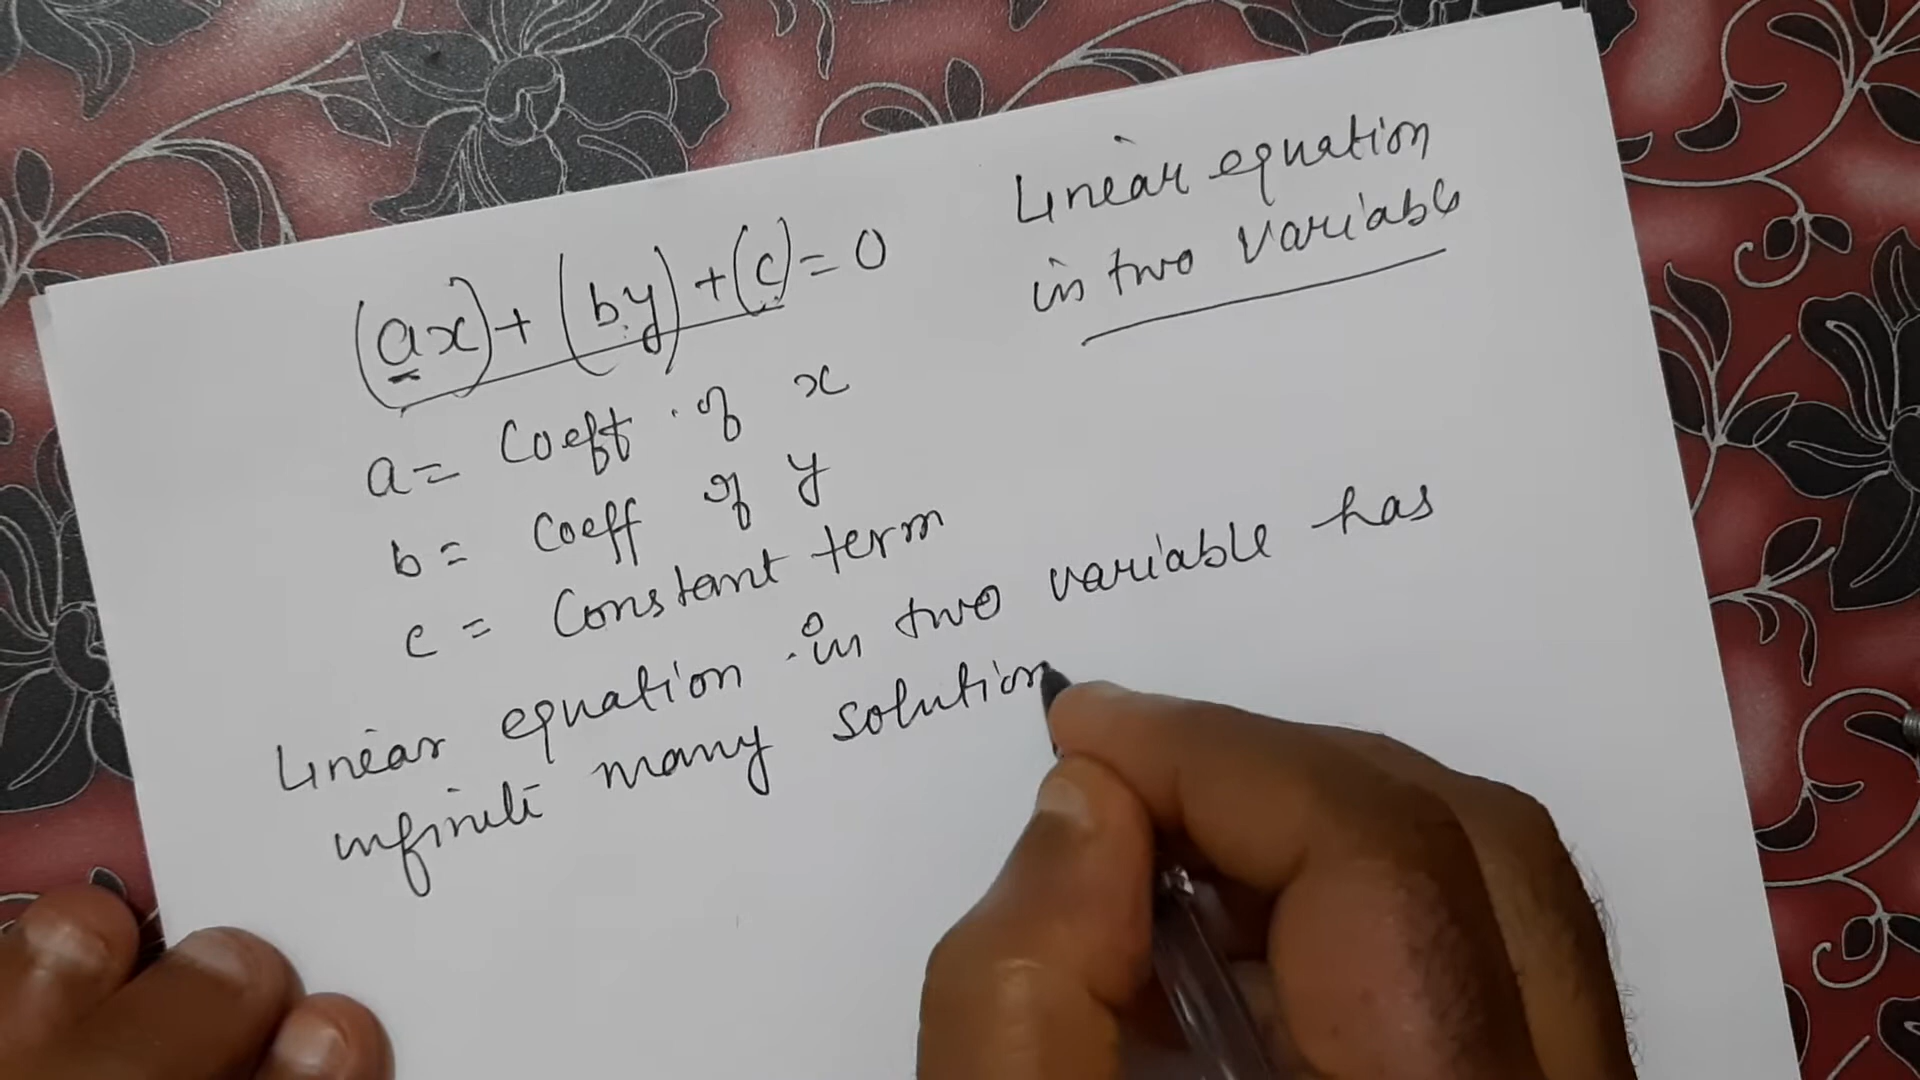 Linear equation
in two variable
(ax) + (by) + (c) = 0
a = Coeff. of x
b = Coeff of y
c = Constant term
Linear equation in two variable has
infinite many solution